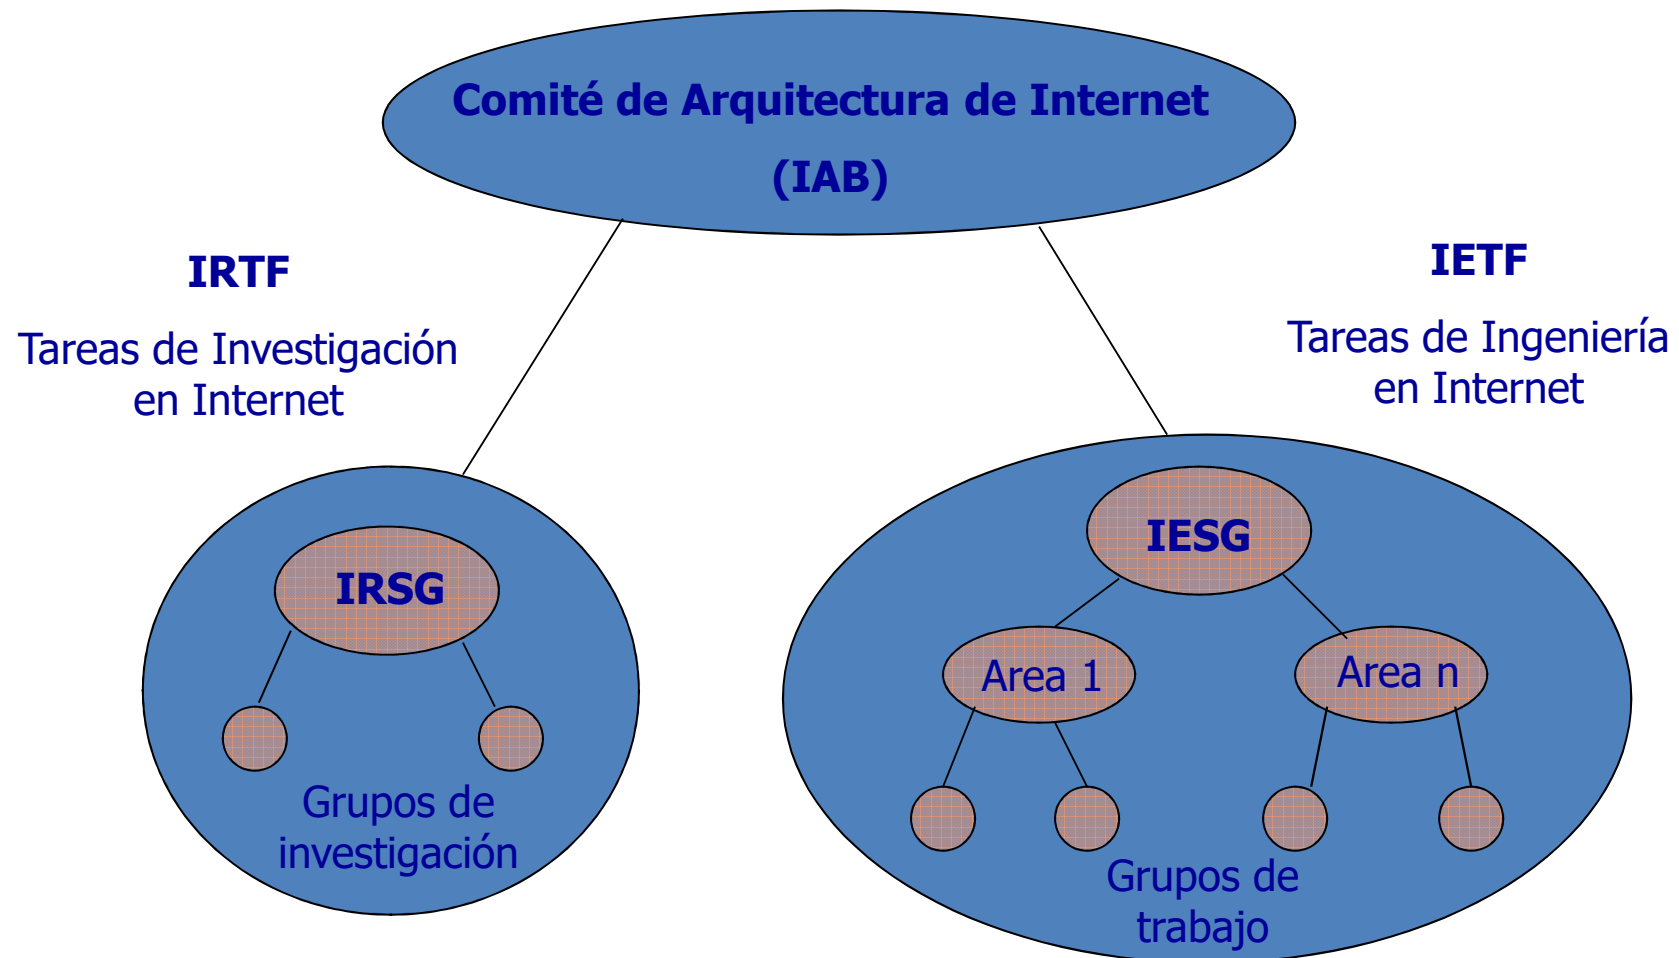 Comité de Arquitectura de Internet
(IAB)
IRTF
Tareas de Investigación
en Internet
IETF
Tareas de Ingeniería
en Internet
IRSG
Grupos de
investigación
IESG
Area 1
Area n
Grupos de
trabajo